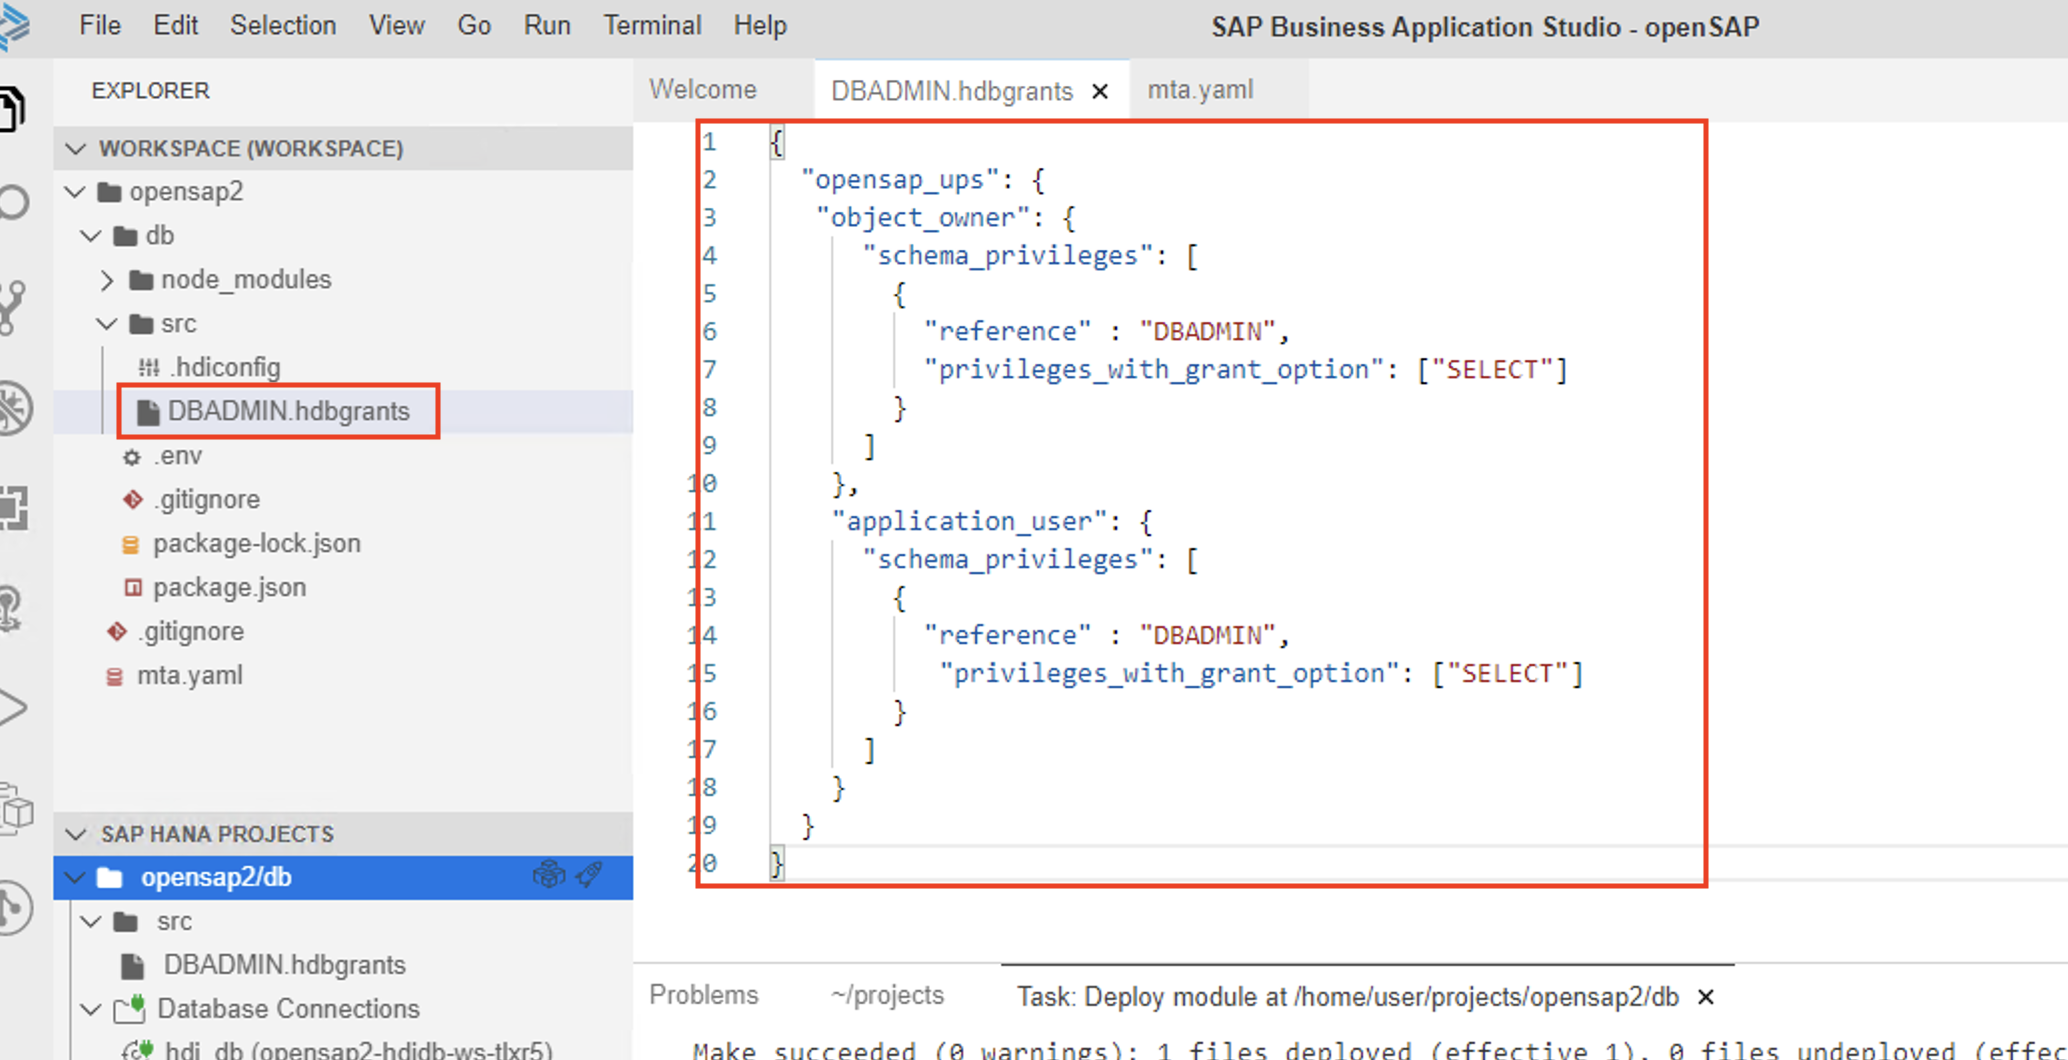 File Edit Selection View Go Run Terminal Help
SAP Business Application Studio - openSAP
EXPLORER
WORKSPACE (WORKSPACE)
opensap2
db
node_modules
src
.hdiconfig
DBADMIN.hdbgrants
.env
.gitignore
package-lock.json
package.json
.gitignore
mta.yaml
SAP HANA PROJECTS
opensap2/db
src
DBADMIN.hdbgrants
Database Connections
hdi_db (opensap2-hdidb-ws-tlxr5)
Welcome DBADMIN.hdbgrants × mta.yaml
1 {
2 "opensap_ups": {
3 "object_owner": {
4 "schema_privileges": [
5 {
6 "reference" : "DBADMIN",
7 "privileges_with_grant_option": ["SELECT"]
8 }
9 ]
10 },
11 "application_user": {
12 "schema_privileges": [
13 {
14 "reference" : "DBADMIN",
15 "privileges_with_grant_option": ["SELECT"]
16 }
17 ]
18 }
19 }
20 }
Problems ~/projects Task: Deploy module at /home/user/projects/opensap2/db ×
Make succeeded (0 warnings): 1 files deployed (effective 1), 0 files undeployed (effec